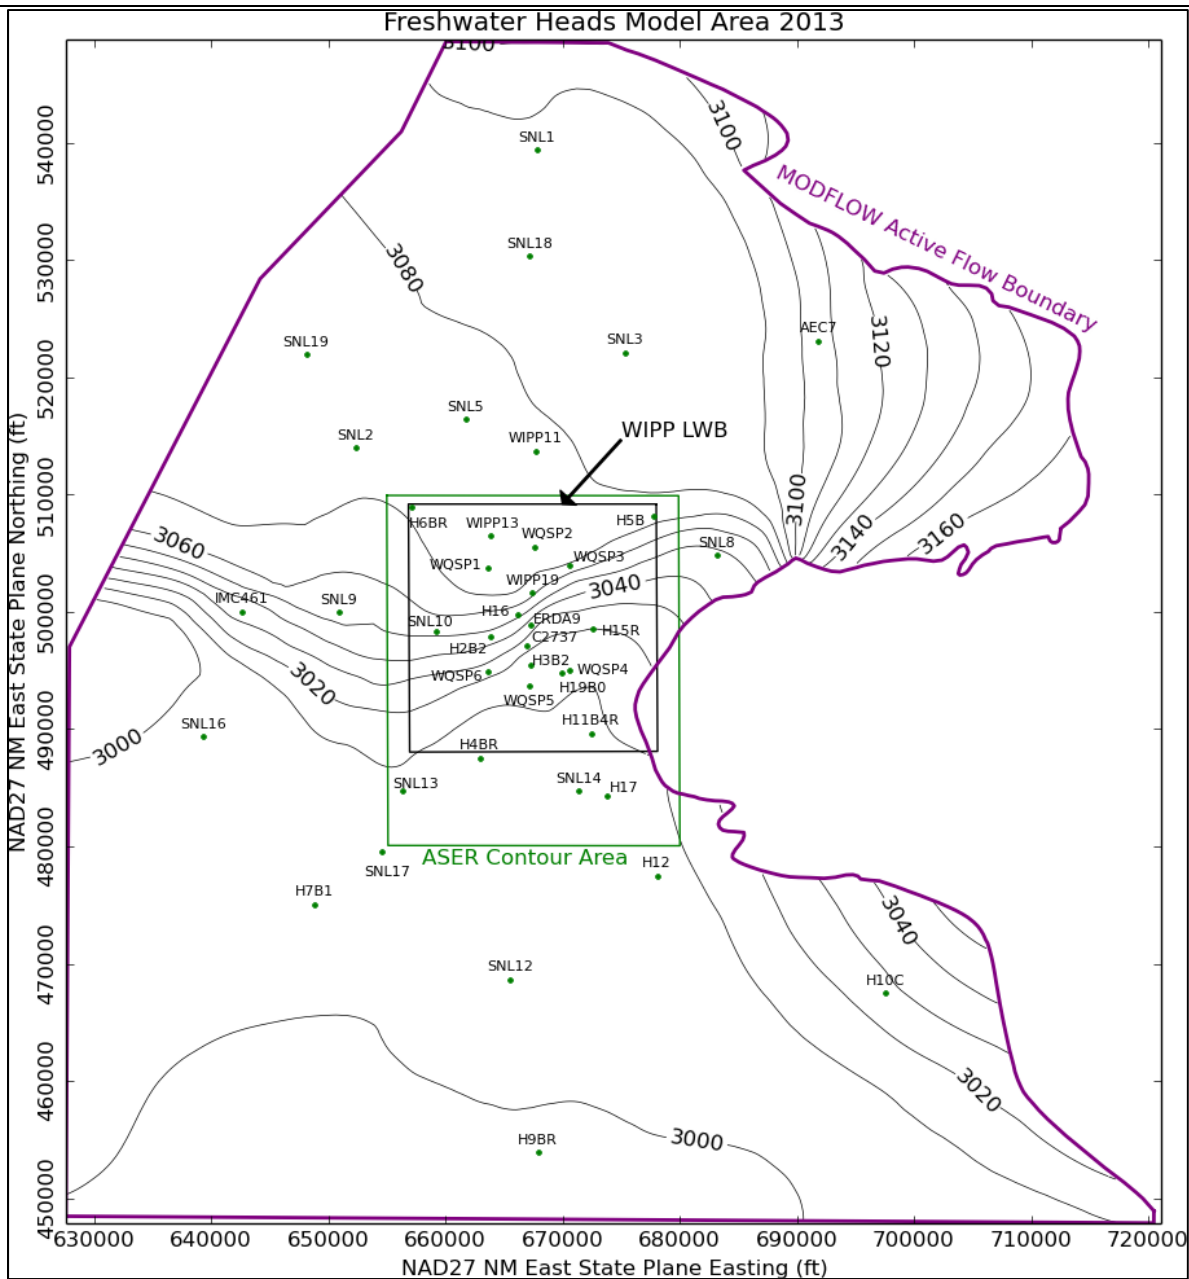 Freshwater Heads Model Area 2013
3100
SNL1
3100
MODFLOW Active Flow Boundary
SNL18
3080
SNL19
SNL3
AEC7
3120
SNL5
SNL2
WIPP11
WIPP LWB
3100
H6BR
WIPP13
WQSP2
H5B
3140
3160
3060
WQSP1
WQSP3
SNL8
WIPP19
3040
IMC461
SNL9
H16
SNL10
ERDA9
H15R
C2737
H2B2
H3B2
WQSP4
WQSP6
H19B0
3020
WQSP5
SNL16
H11B4R
3000
H4BR
SNL13
SNL14
H17
ASER Contour Area
SNL17
H12
H7B1
3040
SNL12
H10C
3020
H9BR
3000
540000
530000
520000
510000
500000
490000
480000
470000
460000
450000
NAD27 NM East State Plane Northing (ft)
630000 640000 650000 660000 670000 680000 690000 700000 710000 720000
NAD27 NM East State Plane Easting (ft)